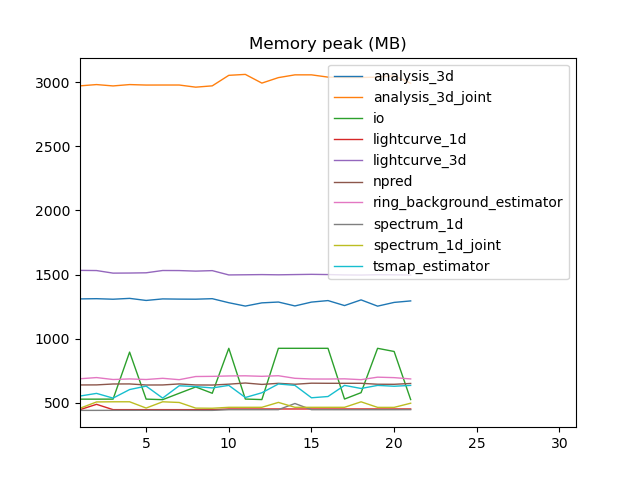 Memory peak (MB)
3000
2500
2000
1500
1000
500
analysis_3d
analysis_3d_joint
io
lightcurve_1d
lightcurve_3d
npred
ring_background_estimator
spectrum_1d
spectrum_1d_joint
tsmap_estimator
5 10 15 20 25 30